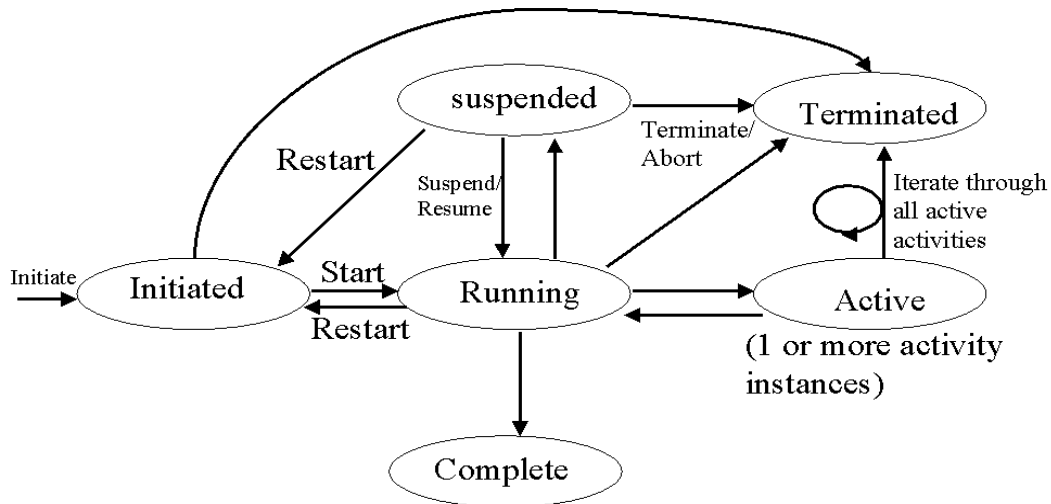 suspended
Terminated
Terminate/
Abort
Restart
Suspend/
Resume
Iterate through
all active
activities
Initiate
Initiated
Start
Running
Active
Restart
(1 or more activity
instances)
Complete